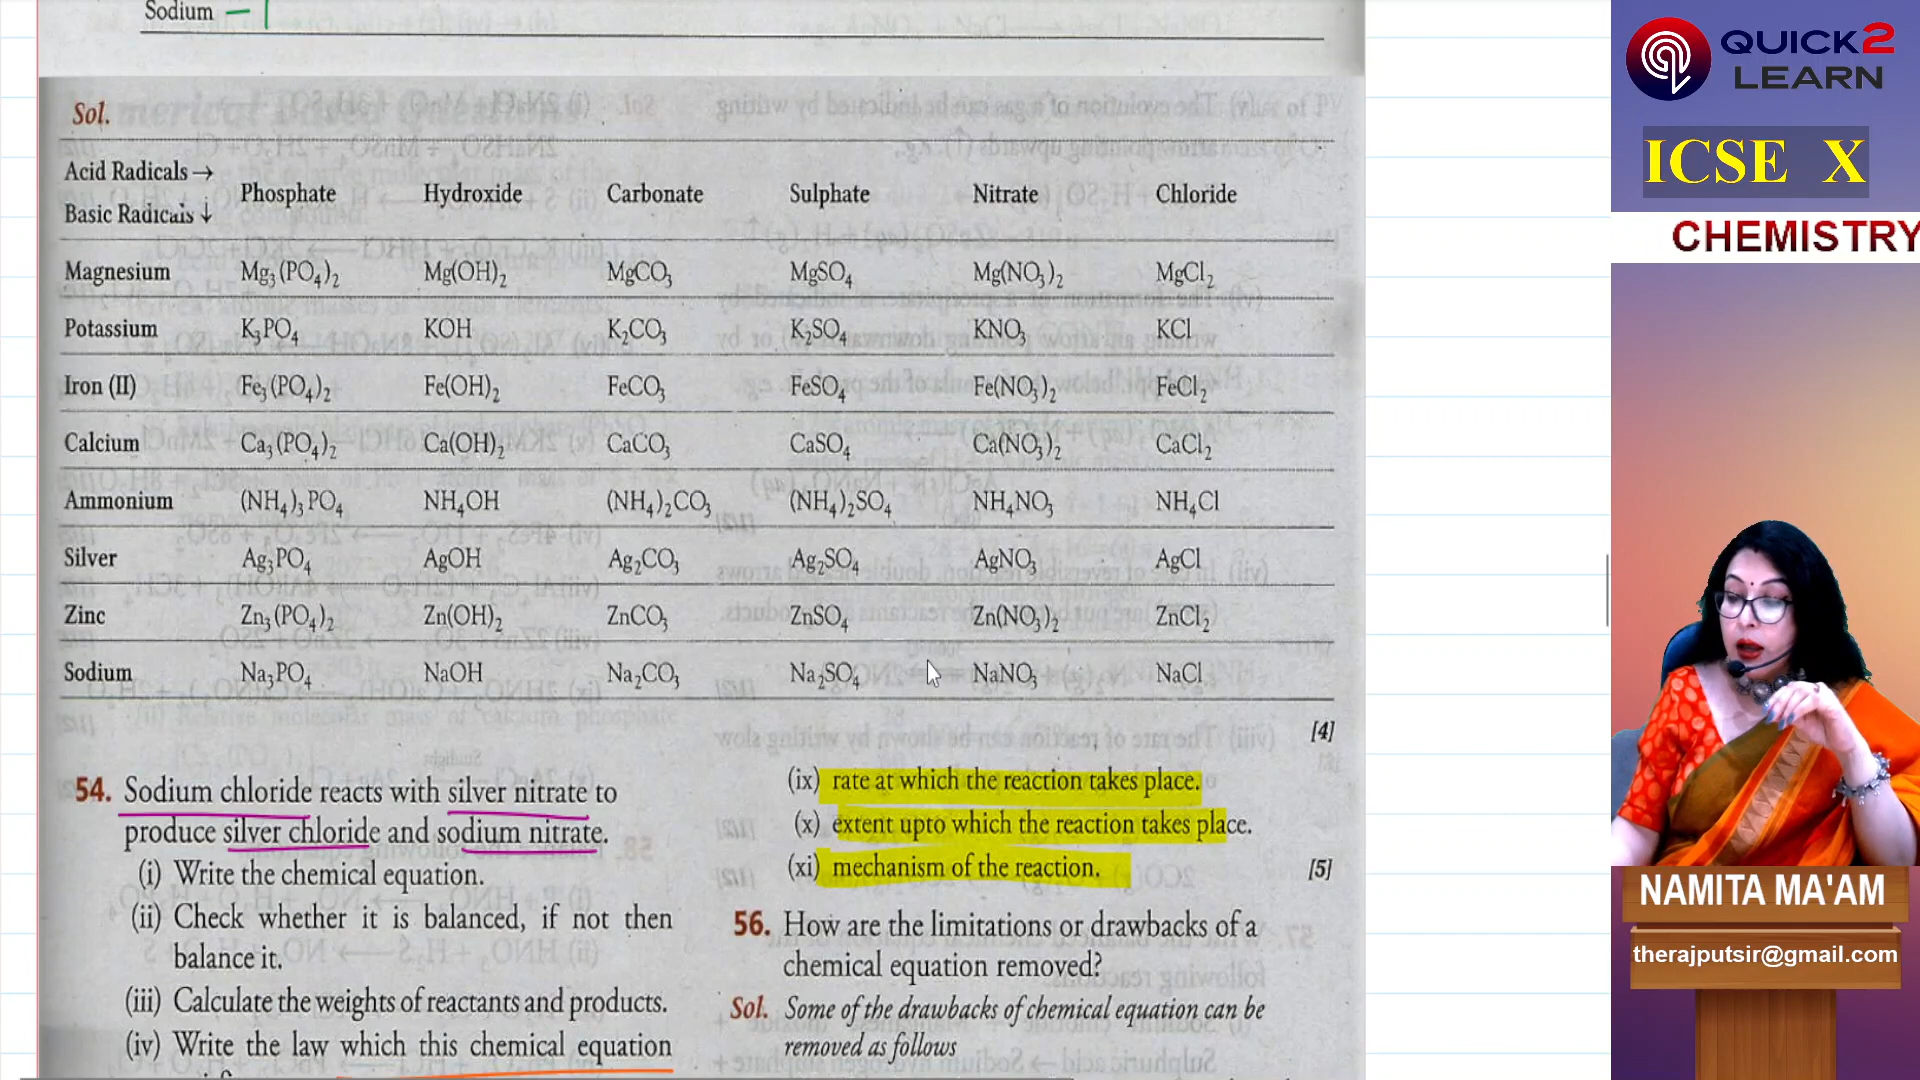 Sodium
Sol.
Acid Radicals →
Basic Radicals ↓
Phosphate Hydroxide Carbonate Sulphate Nitrate Chloride
Magnesium Mg₃(PO₄)₂ Mg(OH)₂ MgCO₃ MgSO₄ Mg(NO₃)₂ MgCl₂
Potassium K₃PO₄ KOH K₂CO₃ K₂SO₄ KNO₃ KCl
Iron (II) Fe₃(PO₄)₂ Fe(OH)₂ FeCO₃ FeSO₄ Fe(NO₃)₂ FeCl₂
Calcium Ca₃(PO₄)₂ Ca(OH)₂ CaCO₃ CaSO₄ Ca(NO₃)₂ CaCl₂
Ammonium (NH₄)₃PO₄ NH₄OH (NH₄)₂CO₃ (NH₄)₂SO₄ NH₄NO₃ NH₄Cl
Silver Ag₃PO₄ AgOH Ag₂CO₃ Ag₂SO₄ AgNO₃ AgCl
Zinc Zn₃(PO₄)₂ Zn(OH)₂ ZnCO₃ ZnSO₄ Zn(NO₃)₂ ZnCl₂
Sodium Na₃PO₄ NaOH Na₂CO₃ Na₂SO₄ NaNO₃ NaCl
[4]
54. Sodium chloride reacts with silver nitrate to
produce silver chloride and sodium nitrate.
(i) Write the chemical equation.
(ii) Check whether it is balanced, if not then
balance it.
(iii) Calculate the weights of reactants and products.
(iv) Write the law which this chemical equation
(ix) rate at which the reaction takes place.
(x) extent upto which the reaction takes place.
(xi) mechanism of the reaction. [5]
56. How are the limitations or drawbacks of a
chemical equation removed?
Sol. Some of the drawbacks of chemical equation can be
removed as follows
QUICK2
LEARN
ICSE X
CHEMISTRY
NAMITA MA'AM
therajputsir@gmail.com